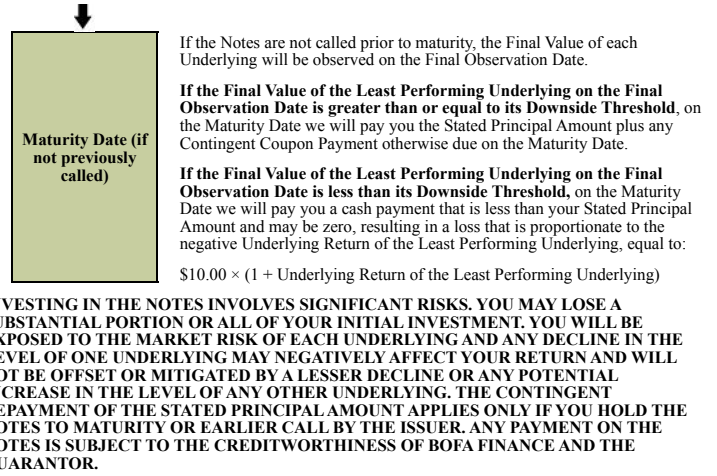 If the Notes are not called prior to maturity, the Final Value of each
Underlying will be observed on the Final Observation Date.
If the Final Value of the Least Performing Underlying on the Final
Observation Date is greater than or equal to its Downside Threshold, on
the Maturity Date we will pay you the Stated Principal Amount plus any
Contingent Coupon Payment otherwise due on the Maturity Date.
Maturity Date (if
not previously
called)
If the Final Value of the Least Performing Underlying on the Final
Observation Date is less than its Downside Threshold, on the Maturity
Date we will pay you a cash payment that is less than your Stated Principal
Amount and may be zero, resulting in a loss that is proportionate to the
negative Underlying Return of the Least Performing Underlying, equal to:
$10.00 × (1 + Underlying Return of the Least Performing Underlying)
NVESTING IN THE NOTES INVOLVES SIGNIFICANT RISKS. YOU MAY LOSE A
UBSTANTIAL PORTION OR ALL OF YOUR INITIAL INVESTMENT. YOU WILL BE
XPOSED TO THE MARKET RISK OF EACH UNDERLYING AND ANY DECLINE IN THE
EVEL OF ONE UNDERLYING MAY NEGATIVELY AFFECT YOUR RETURN AND WILL
OT BE OFFSET OR MITIGATED BY A LESSER DECLINE OR ANY POTENTIAL
NCREASE IN THE LEVEL OF ANY OTHER UNDERLYING. THE CONTINGENT
EPAYMENT OF THE STATED PRINCIPAL AMOUNT APPLIES ONLY IF YOU HOLD THE
OTES TO MATURITY OR EARLIER CALL BY THE ISSUER. ANY PAYMENT ON THE
OTES IS SUBJECT TO THE CREDITWORTHINESS OF BOFA FINANCE AND THE
UARANTOR.